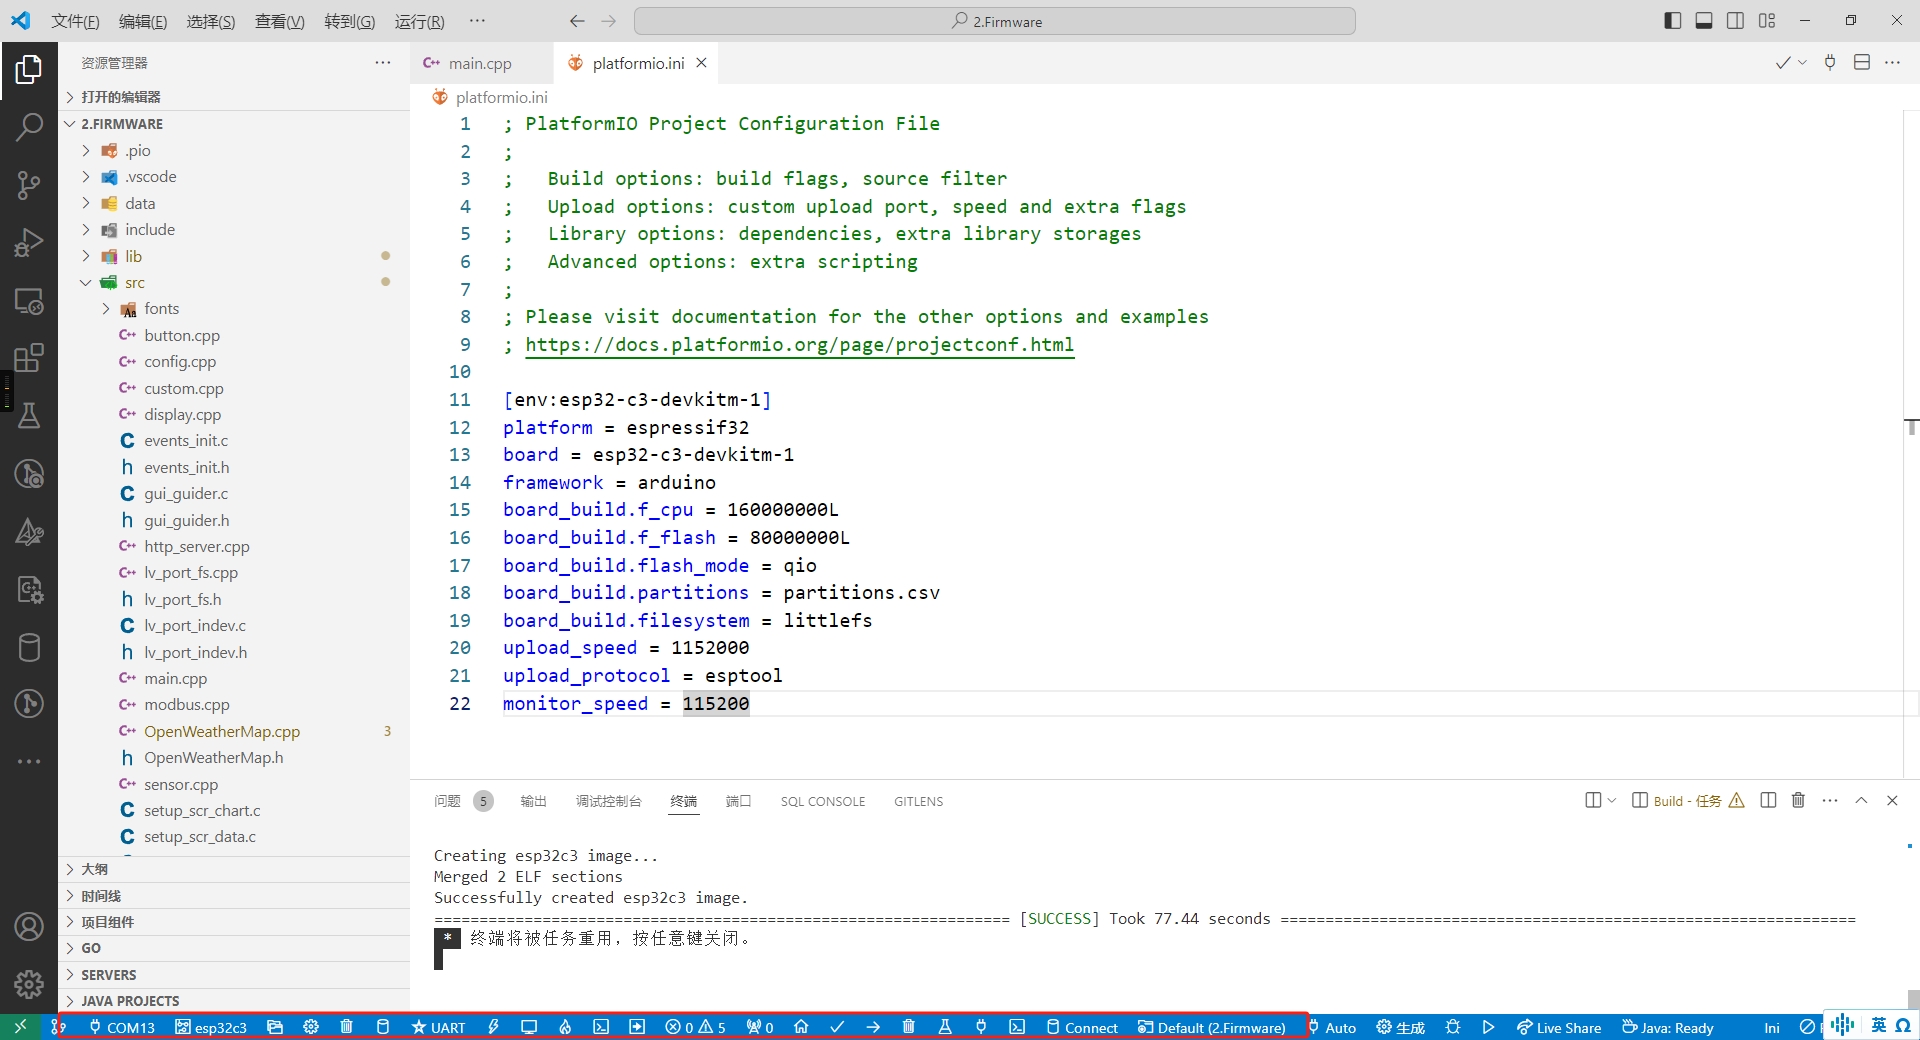 文件(F) 编辑(E) 选择(S) 查看(V) 转到(G) 运行(R) ··· 2.Firmware
资源管理器 ···
打开的编辑器
2.FIRMWARE
.pio
.vscode
data
include
lib
src
fonts
button.cpp
config.cpp
custom.cpp
display.cpp
events_init.c
events_init.h
gui_guider.c
gui_guider.h
http_server.cpp
lv_port_fs.cpp
lv_port_fs.h
lv_port_indev.c
lv_port_indev.h
main.cpp
modbus.cpp
OpenWeatherMap.cpp 3
OpenWeatherMap.h
sensor.cpp
setup_scr_chart.c
setup_scr_data.c
大纲
时间线
项目组件
GO
SERVERS
JAVA PROJECTS
main.cpp platformio.ini
platformio.ini
1 ; PlatformIO Project Configuration File
2 ;
3 ;   Build options: build flags, source filter
4 ;   Upload options: custom upload port, speed and extra flags
5 ;   Library options: dependencies, extra library storages
6 ;   Advanced options: extra scripting
7 ;
8 ; Please visit documentation for the other options and examples
9 ; https://docs.platformio.org/page/projectconf.html
10
11 [env:esp32-c3-devkitm-1]
12 platform = espressif32
13 board = esp32-c3-devkitm-1
14 framework = arduino
15 board_build.f_cpu = 160000000L
16 board_build.f_flash = 80000000L
17 board_build.flash_mode = qio
18 board_build.partitions = partitions.csv
19 board_build.filesystem = littlefs
20 upload_speed = 1152000
21 upload_protocol = esptool
22 monitor_speed = 115200
问题 5 输出 调试控制台 终端 端口 SQL CONSOLE GITLENS Build - 任务
Creating esp32c3 image...
Merged 2 ELF sections
Successfully created esp32c3 image.
================================================================ [SUCCESS] Took 77.44 seconds ================================================================
* 终端将被任务重用，按任意键关闭。
COM13 esp32c3 UART 0 5 0 Connect Default (2.Firmware) Auto 生成 Live Share Java: Ready Ini 英